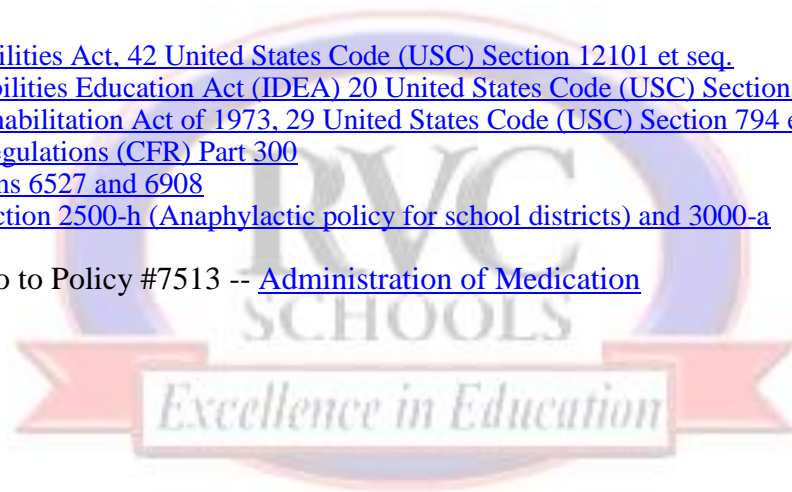 ilities Act, 42 United States Code (USC) Section 12101 et seq.
bilities Education Act (IDEA) 20 United States Code (USC) Section
habilitation Act of 1973, 29 United States Code (USC) Section 794 e
egulations (CFR) Part 300
ns 6527 and 6908
ction 2500-h (Anaphylactic policy for school districts) and 3000-a
o to Policy #7513 -- Administration of Medication
RVC
SCHOOLS
Excellence in Education